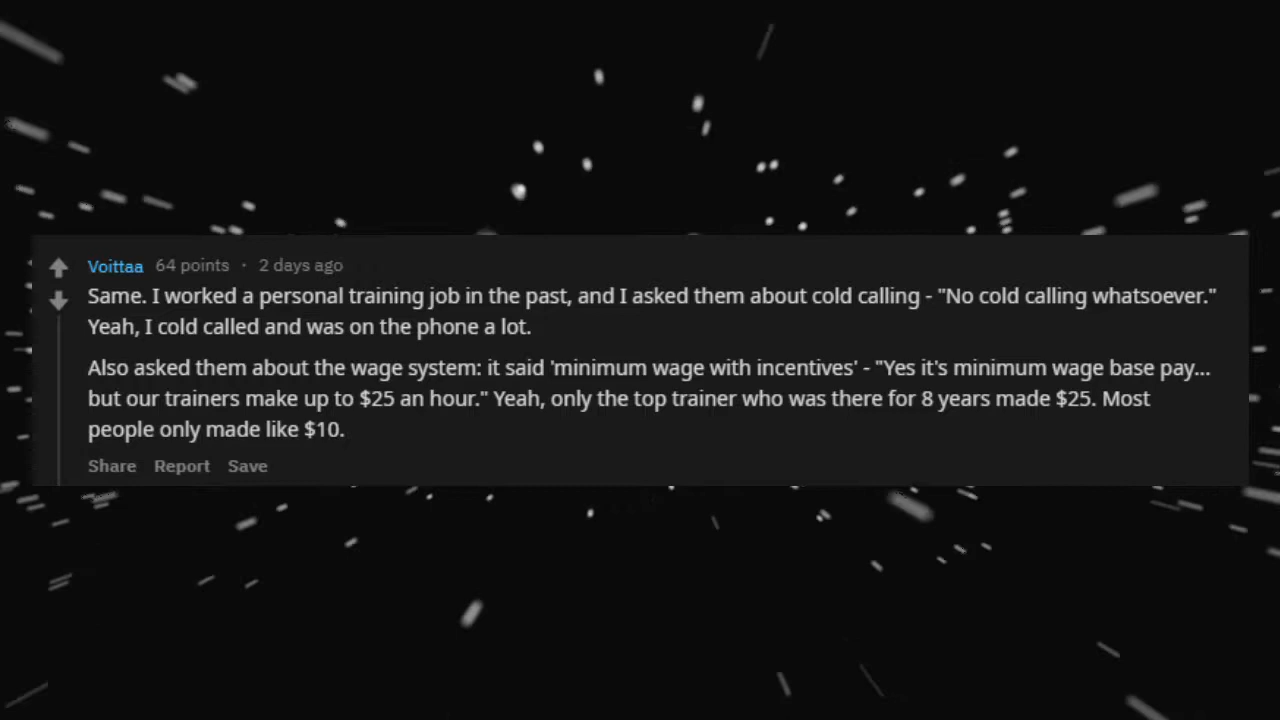 Voittaa 64 points · 2 days ago
Same. I worked a personal training job in the past, and I asked them about cold calling - "No cold calling whatsoever."
Yeah, I cold called and was on the phone a lot.
Also asked them about the wage system: it said 'minimum wage with incentives' - "Yes it's minimum wage base pay...
but our trainers make up to $25 an hour." Yeah, only the top trainer who was there for 8 years made $25. Most
people only made like $10.
Share Report Save